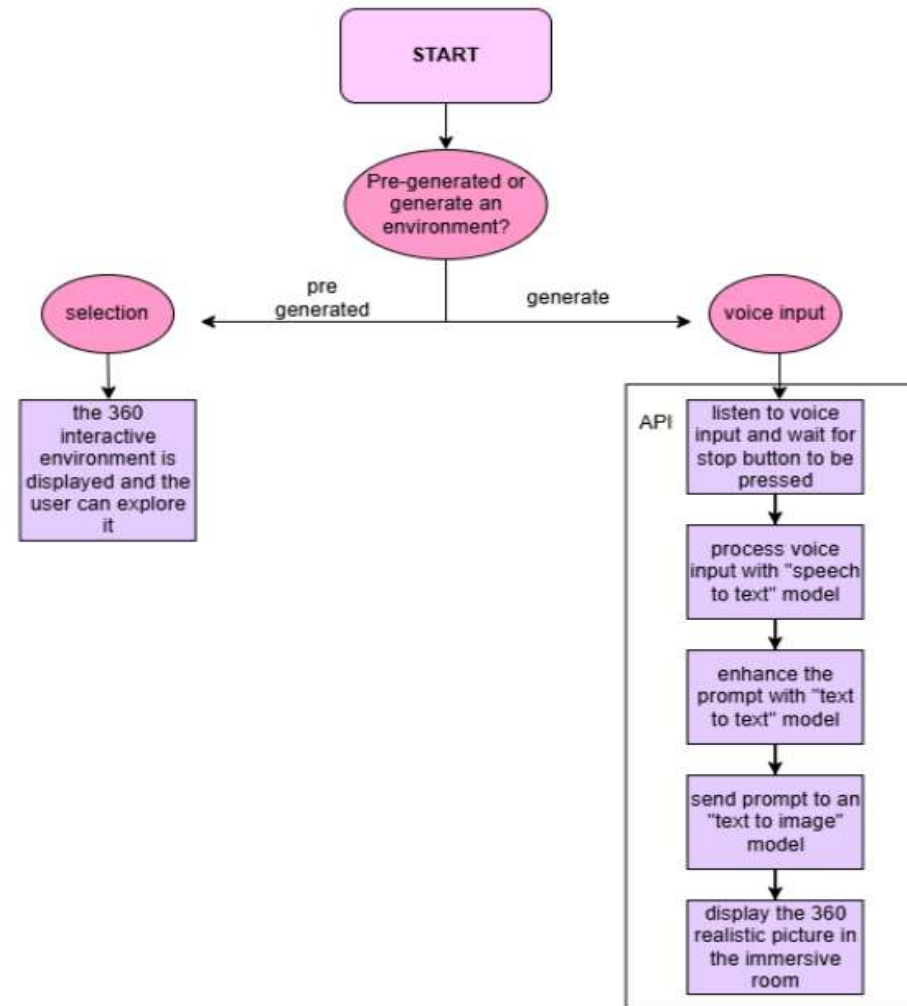 START
Pre-generated or
generate an
environment?
pre
generated
generate
selection
voice input
the 360
interactive
environment is
displayed and the
user can explore
it
API
listen to voice
input and wait for
stop button to be
pressed
process voice
input with "speech
to text" model
enhance the
prompt with "text
to text" model
send prompt to an
"text to image"
model
display the 360
realistic picture in
the immersive
room